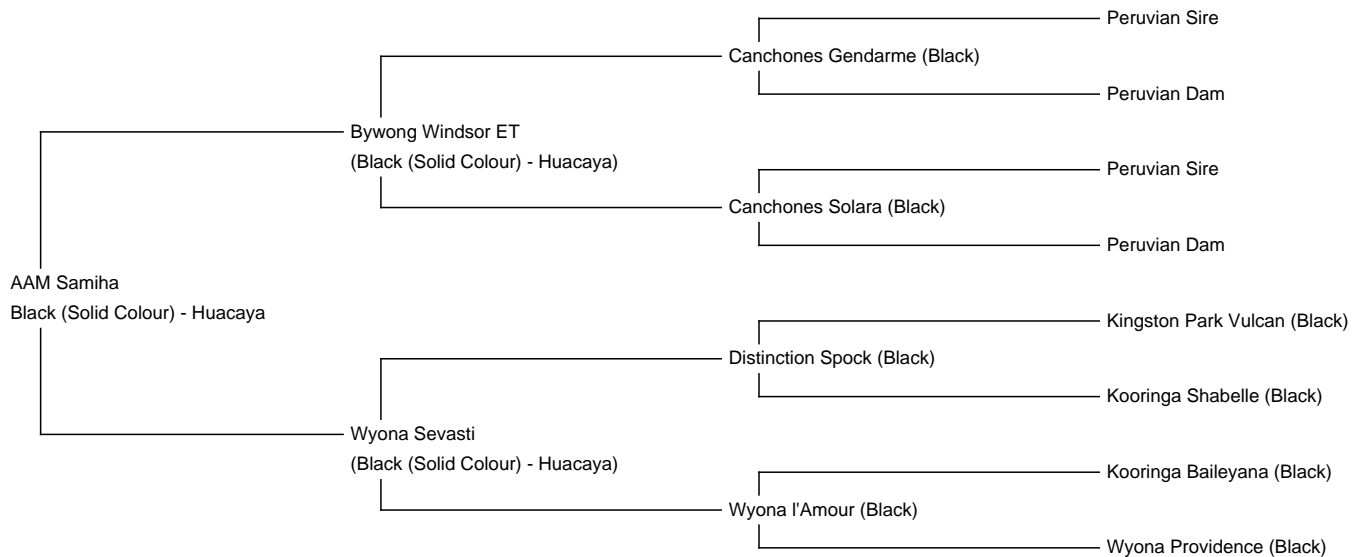 Peruvian Sire
Canchones Gendarme (Black)
Peruvian Dam
Bywong Windsor ET
(Black (Solid Colour) - Huacaya)
Peruvian Sire
Canchones Solara (Black)
Peruvian Dam
AAM Samiha
Black (Solid Colour) - Huacaya
Kingston Park Vulcan (Black)
Distinction Spock (Black)
Kooringa Shabelle (Black)
Wyona Sevasti
(Black (Solid Colour) - Huacaya)
Kooringa Baileyana (Black)
Wyona l'Amour (Black)
Wyona Providence (Black)